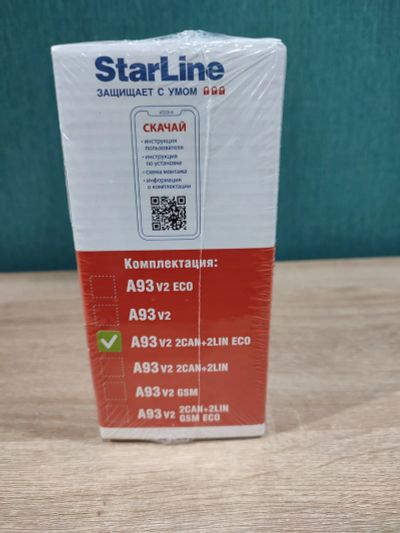 StarLine
ЗАЩИЩАЕТ С УМОМ
СКАЧАЙ
• инструкция
пользователя
• инструкция
по установке
• схема монтажа
• информация
о комплектации
Комплектация:
A93 V2 ECO
A93 V2
A93 V2 2CAN+2LIN ECO
A93 V2 2CAN+2LIN
A93 V2 GSM
A93 V2 2CAN+2LIN
GSM ECO